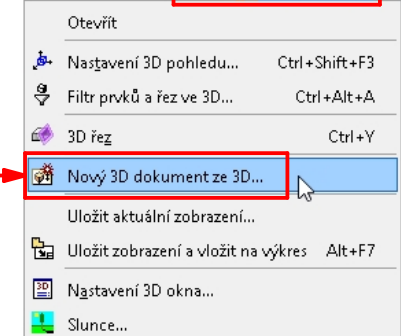 Otevřít
Nastavení 3D pohledu... Ctrl+Shift+F3
Filtr prvků a řez ve 3D... Ctrl+Alt+A
3D řez Ctrl+Y
Nový 3D dokument ze 3D...
Uložit aktuální zobrazení...
Uložit zobrazení a vložit na výkres Alt+F7
3D
Nastavení 3D okna...
Slunce...